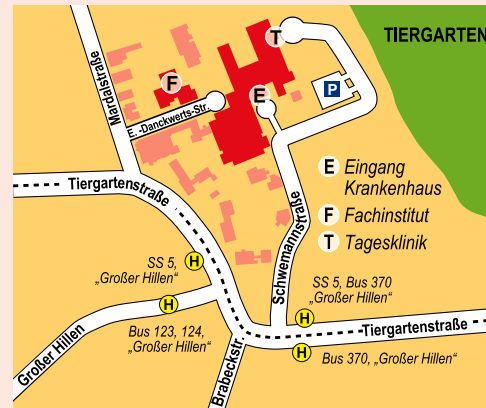 TIERGARTEN
T
Mardalstraße
F
E
P
E. -Danckwerts-Str.
E Eingang
Krankenhaus
F Fachinstitut
T Tagesklinik
Tiergartenstraße
Schwemannstraße
H
SS 5,
„Großer Hillen“
H
SS 5, Bus 370
„Großer Hillen“
H
H
Bus 123, 124,
„Großer Hillen“
Tiergartenstraße
H
Bus 370, „Großer Hillen“
Großer Hillen
Brabeckstr.